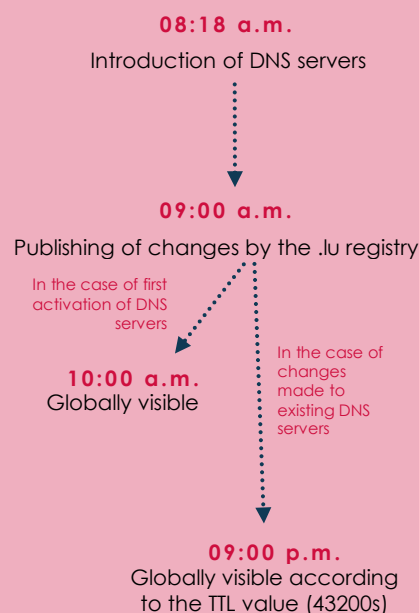 08:18 a.m.
Introduction of DNS servers
09:00 a.m.
Publishing of changes by the .lu registry
In the case of first
activation of DNS
servers
10:00 a.m.
Globally visible
In the case of
changes
made to
existing DNS
servers
09:00 p.m.
Globally visible according
to the TTL value (43200s)